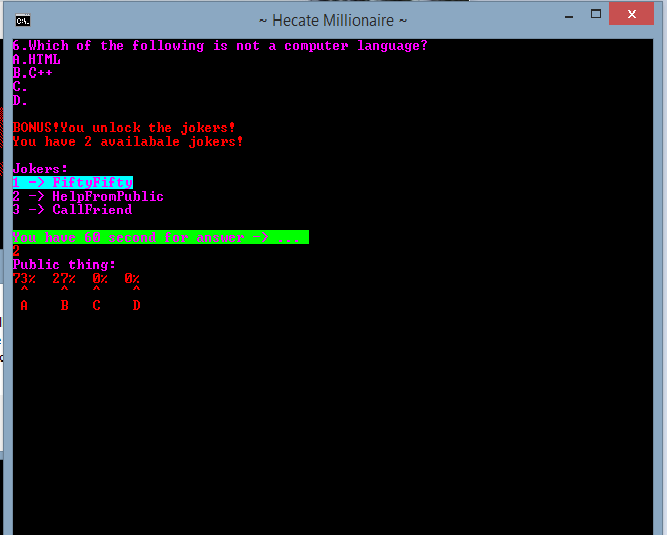 ~ Hecate Millionaire ~
6.Which of the following is not a computer language?
A.HTML
B.C++
C.
D.
BONUS!You unlock the jokers!
You have 2 availabale jokers!
Jokers:
1 -> FiftyFifty
2 -> HelpFromPublic
3 -> CallFriend
You have 60 second for answer -> ...
2
Public thing:
73% 27% 0% 0%
^ ^ ^ ^
A B C D